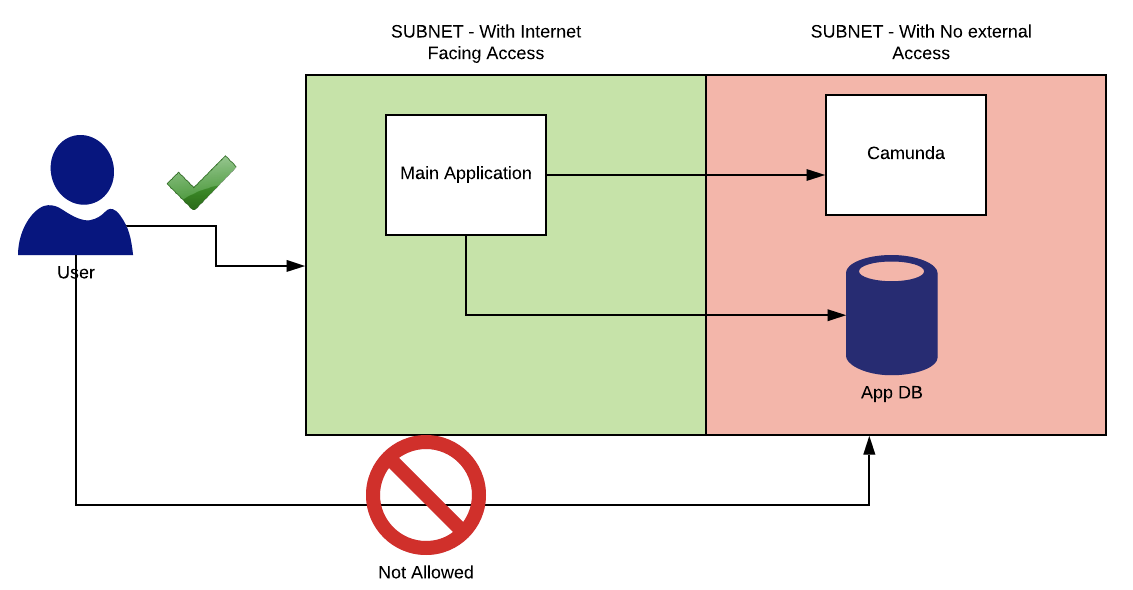 SUBNET - With Internet
Facing Access
SUBNET - With No external
Access
Main Application
Camunda
User
App DB
Not Allowed